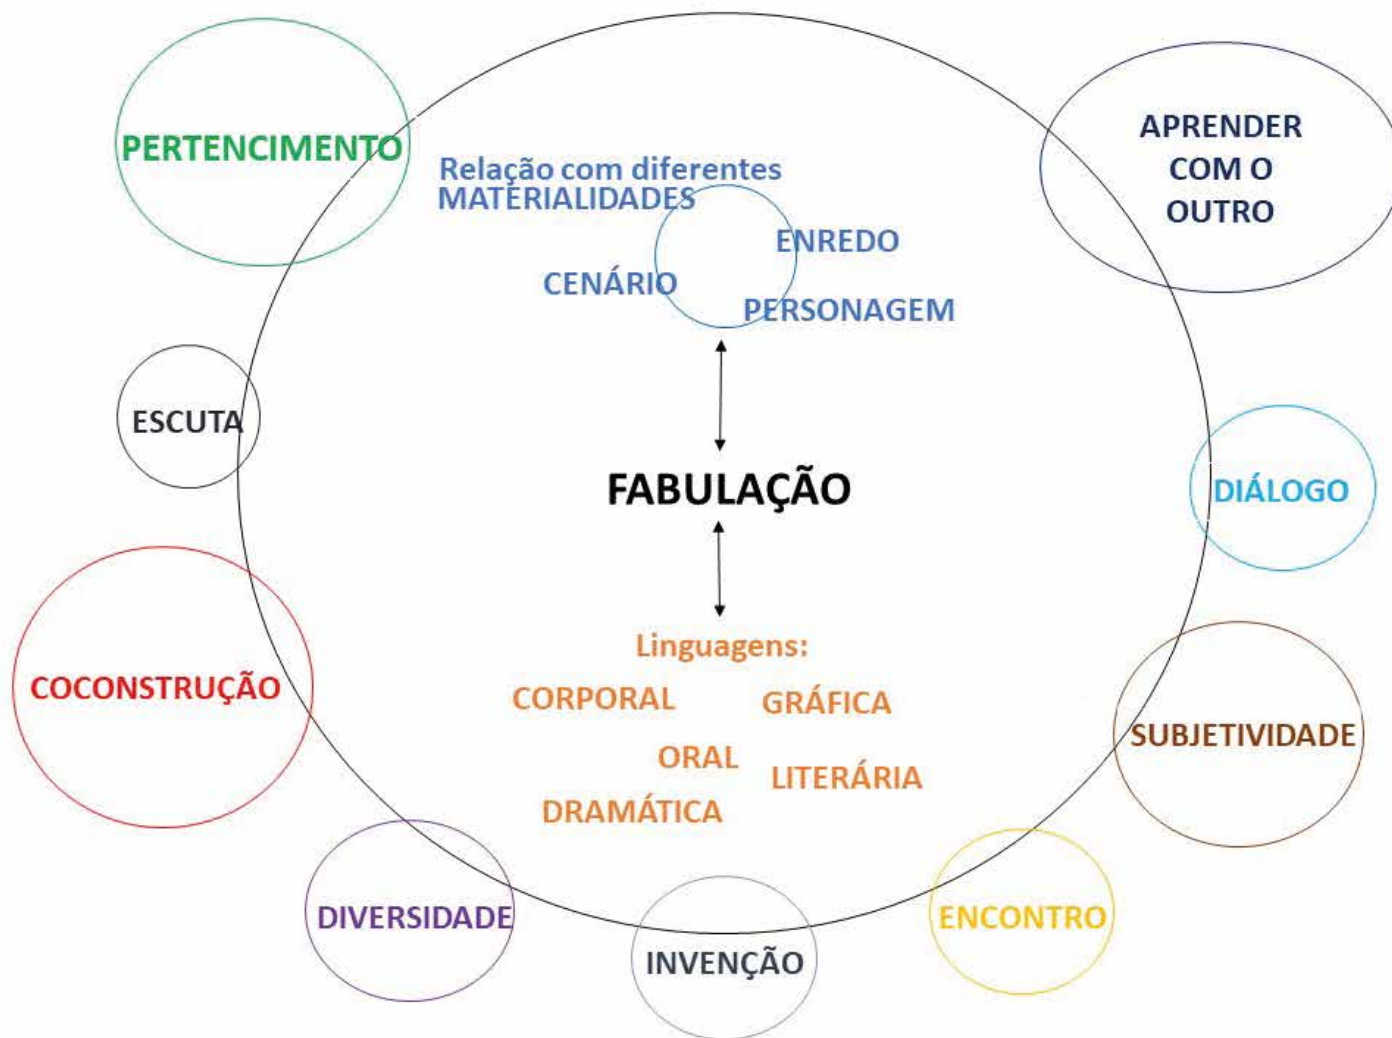 PERTENCIMENTO
APRENDER
COM O
OUTRO
Relação com diferentes
MATERIALIDADES
ENREDO
CENÁRIO
PERSONAGEM
ESCUTA
FABULAÇÃO
DIÁLOGO
Linguagens:
COCONSTRUÇÃO
CORPORAL
GRÁFICA
SUBJETIVIDADE
ORAL
LITERÁRIA
DRAMÁTICA
DIVERSIDADE
ENCONTRO
INVENÇÃO